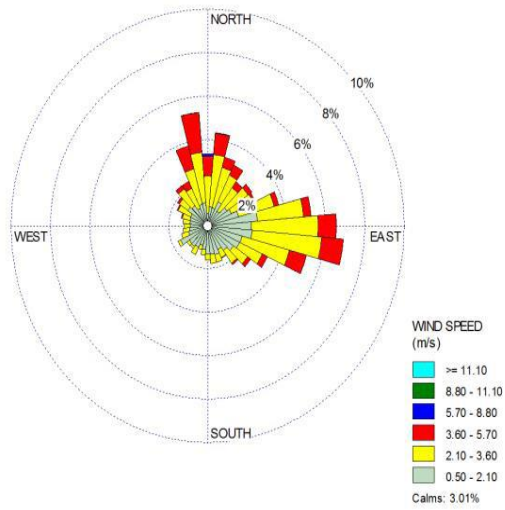 NORTH
10%
8%
6%
4%
2%
WEST
EAST
SOUTH
WIND SPEED
(m/s)
>= 11.10
8.80 - 11.10
5.70 - 8.80
3.60 - 5.70
2.10 - 3.60
0.50 - 2.10
Calms: 3.01%